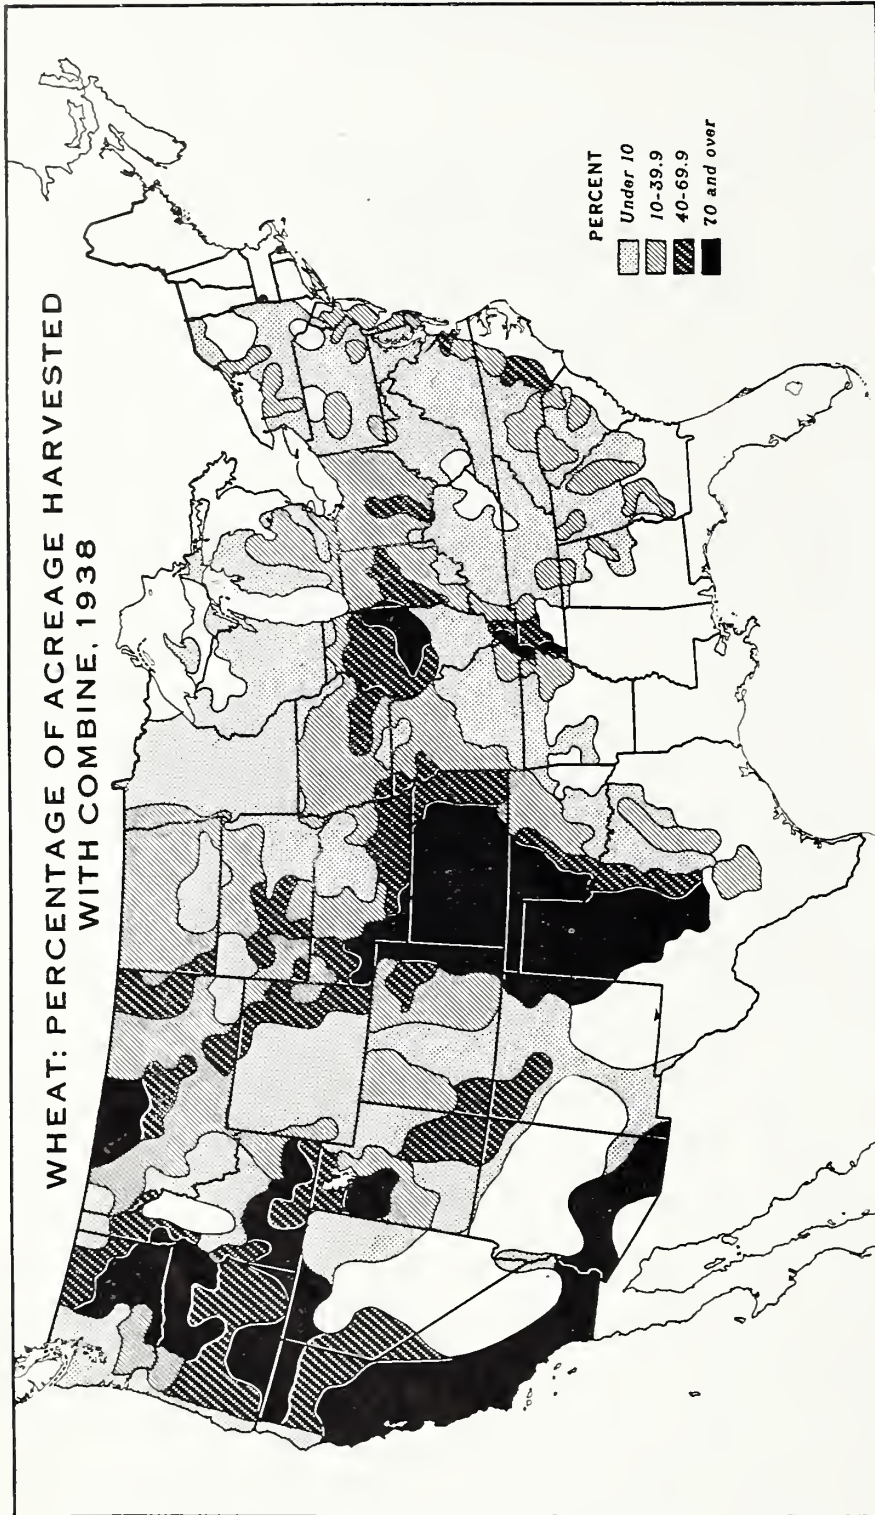 WHEAT: PERCENTAGE OF ACREAGE HARVESTED
WITH COMBINE, 1938
PERCENT
Under 10
10-39.9
40-69.9
70 and over